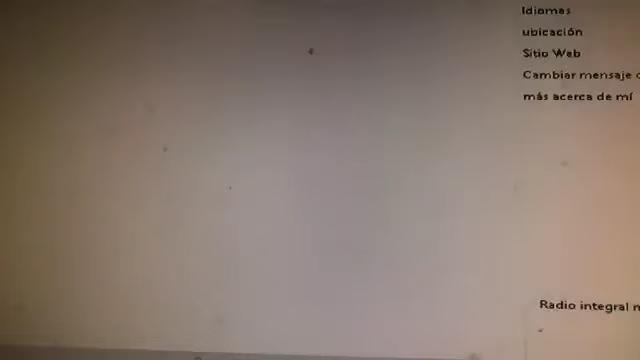 Idiomas
ubicación
Sitio Web
Cambiar mensaje
más acerca de mí
Radio integral